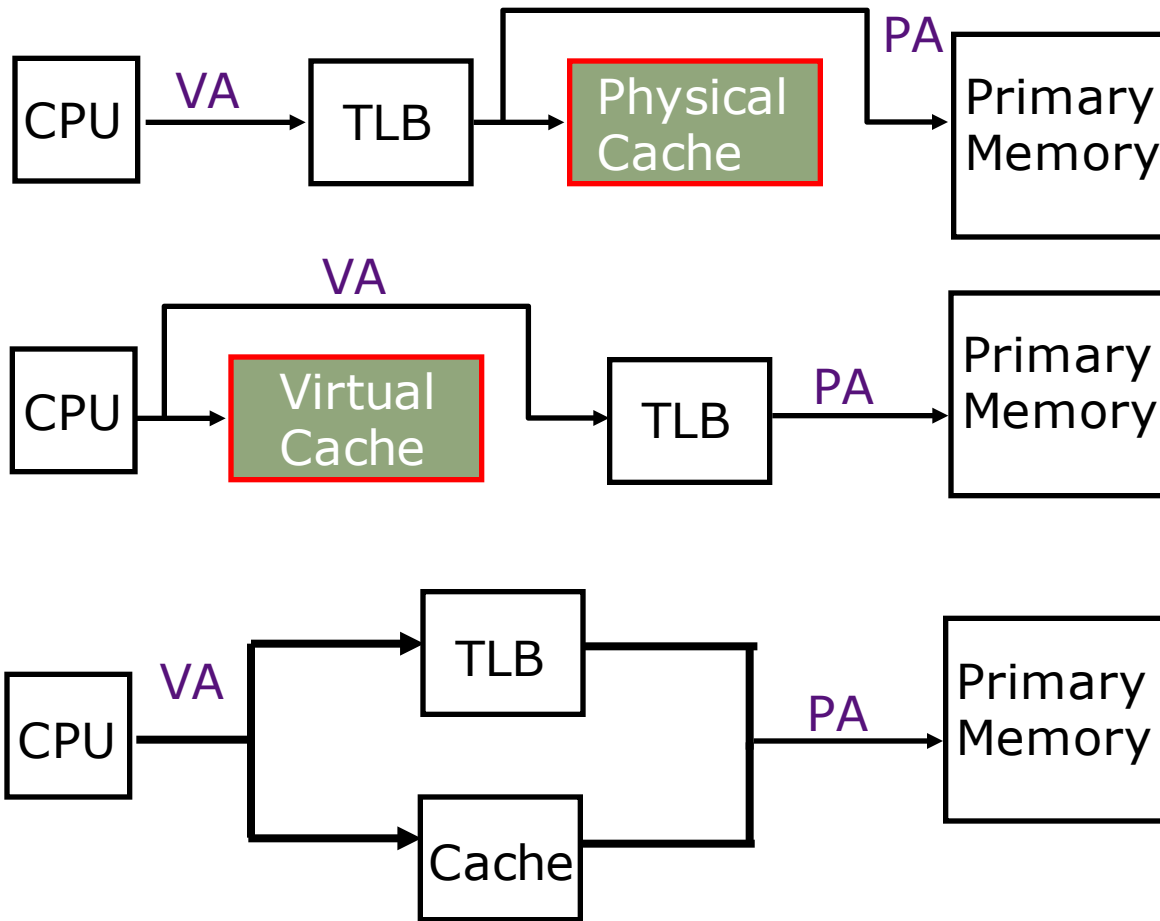 CPU
VA
TLB
Physical
Cache
PA
Primary
Memory
CPU
VA
Virtual
Cache
TLB
PA
Primary
Memory
CPU
VA
TLB
Cache
PA
Primary
Memory